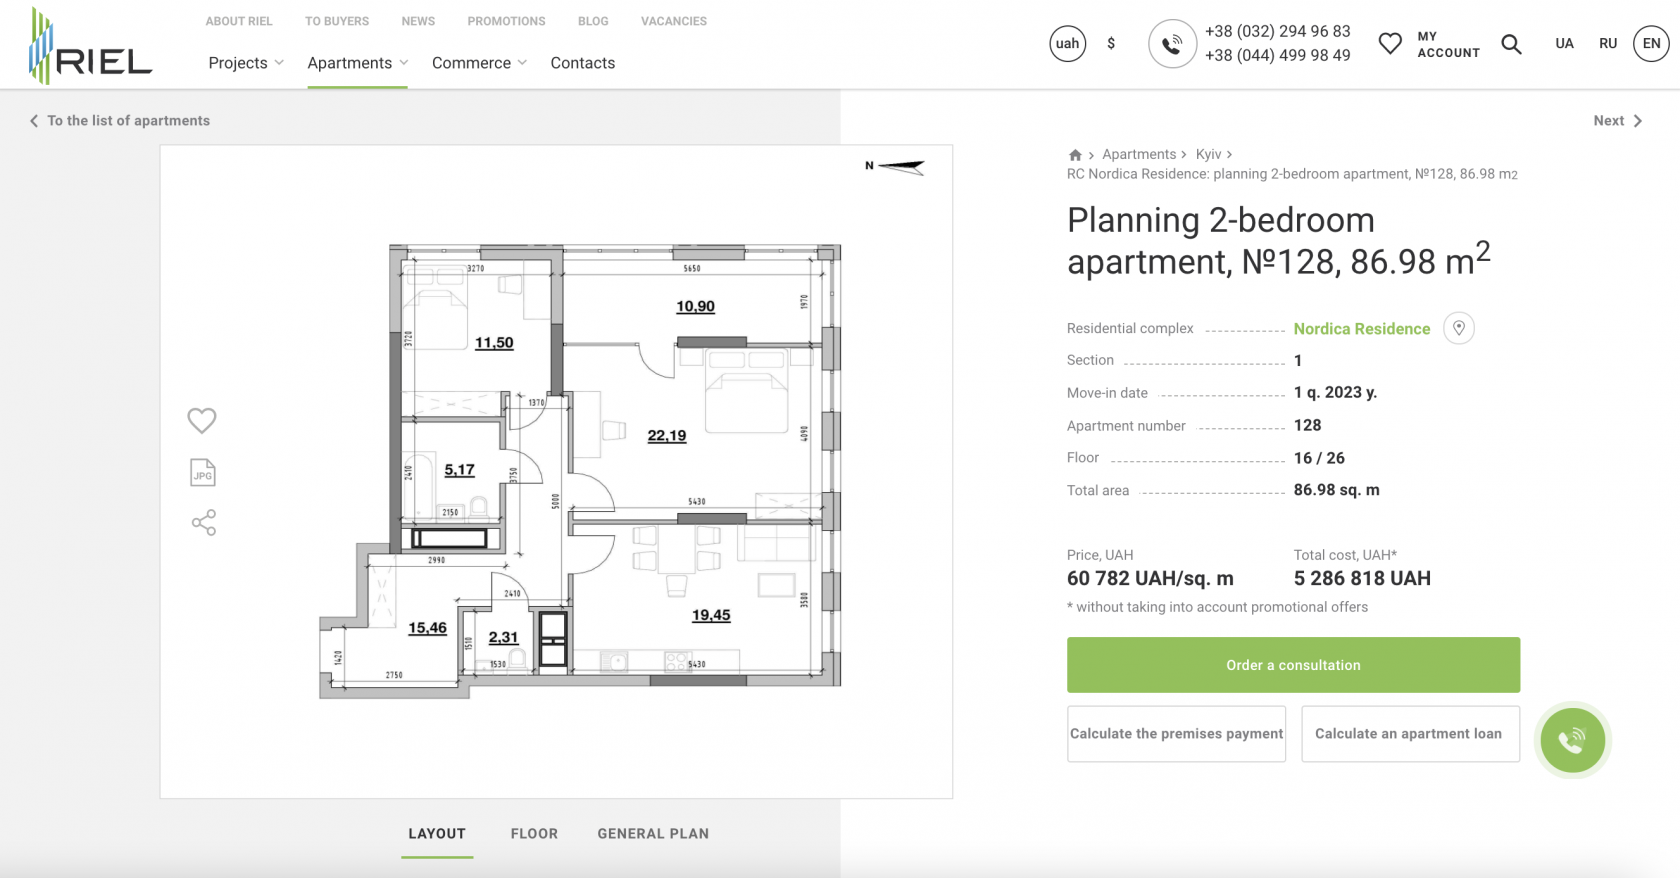 RIEL
ABOUT RIEL TO BUYERS NEWS PROMOTIONS BLOG VACANCIES
Projects Apartments Commerce Contacts
uah $
+38 (032) 294 96 83
+38 (044) 499 98 49
MY
ACCOUNT
UA RU EN
To the list of apartments
Next
N
3270
5650
10,90
1970
11,50
3720
1370
22,19
4090
5,17
2410
3750
5000
5430
2150
2990
2410
19,45
3500
15,46
2,31
1510
1530
1420
2750
5430
JPG
LAYOUT FLOOR GENERAL PLAN
Apartments Kyiv
RC Nordica Residence: planning 2-bedroom apartment, №128, 86.98 m2
Planning 2-bedroom
apartment, №128, 86.98 m2
Residential complex Nordica Residence
Section 1
Move-in date 1 q. 2023 y.
Apartment number 128
Floor 16 / 26
Total area 86.98 sq. m
Price, UAH Total cost, UAH*
60 782 UAH/sq. m 5 286 818 UAH
* without taking into account promotional offers
Order a consultation
Calculate the premises payment Calculate an apartment loan